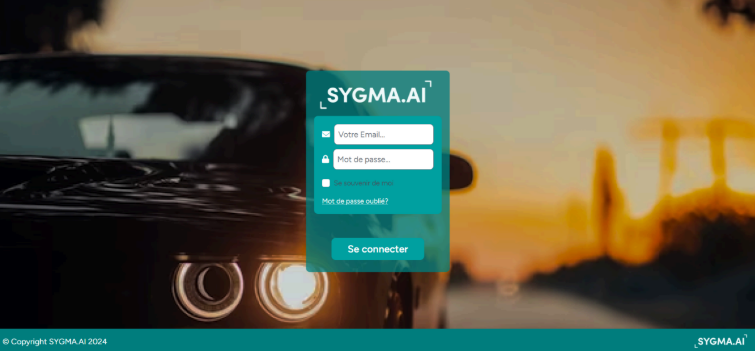 SYGMA.AI
Votre Email...
Mot de passe...
Se souvenir de moi
Mot de passe oublié?
Se connecter
© Copyright SYGMA.AI 2024
SYGMA.AI